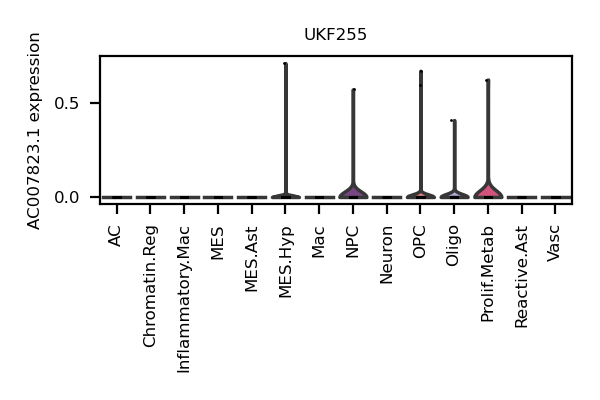 UKF255
AC007823.1 expression
0.5
0.0
AC
Chromatin.Reg
Inflammatory.Mac
MES
MES.Ast
MES.Hyp
Mac
NPC
Neuron
OPC
Oligo
Prolif.Metab
Reactive.Ast
Vasc